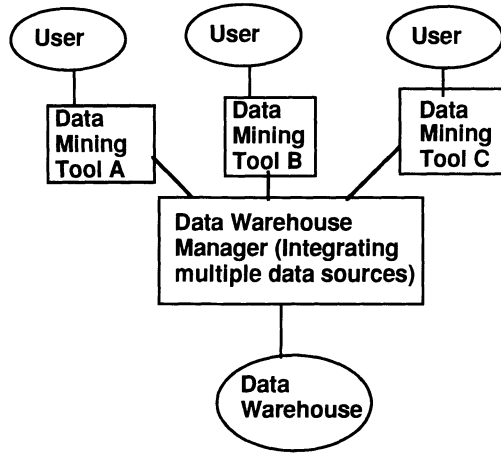 User
User
User
Data
Mining
Tool A
Data
Mining
Tool B
Data
Mining
Tool C
Data Warehouse
Manager (Integrating
multiple data sources)
Data
Warehouse